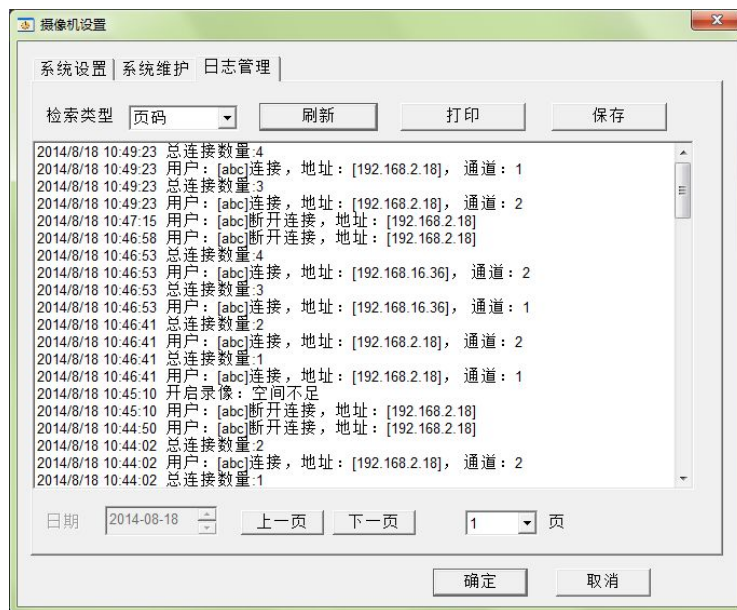 摄像机设置
系统设置 系统维护 日志管理
检索类型 页码 刷新 打印 保存
2014/8/18 10:49:23 总连接数量:4
2014/8/18 10:49:23 用户：[abc]连接，地址：[192.168.2.18]， 通道：1
2014/8/18 10:49:23 总连接数量:3
2014/8/18 10:49:23 用户：[abc]连接，地址：[192.168.2.18]， 通道：2
2014/8/18 10:47:15 用户：[abc]断开连接，地址：[192.168.2.18]
2014/8/18 10:46:58 用户：[abc]断开连接，地址：[192.168.2.18]
2014/8/18 10:46:53 总连接数量:4
2014/8/18 10:46:53 用户：[abc]连接，地址：[192.168.16.36]， 通道：2
2014/8/18 10:46:53 总连接数量:3
2014/8/18 10:46:53 用户：[abc]连接，地址：[192.168.16.36]， 通道：1
2014/8/18 10:46:41 总连接数量:2
2014/8/18 10:46:41 用户：[abc]连接，地址：[192.168.2.18]， 通道：2
2014/8/18 10:46:41 总连接数量:1
2014/8/18 10:46:41 用户：[abc]连接，地址：[192.168.2.18]， 通道：1
2014/8/18 10:45:10 开启录像：空间不足
2014/8/18 10:45:10 用户：[abc]断开连接，地址：[192.168.2.18]
2014/8/18 10:44:50 用户：[abc]断开连接，地址：[192.168.2.18]
2014/8/18 10:44:02 总连接数量:2
2014/8/18 10:44:02 用户：[abc]连接，地址：[192.168.2.18]， 通道：2
2014/8/18 10:44:02 总连接数量:1
日期 2014-08-18 上一页 下一页 1 页
确定 取消